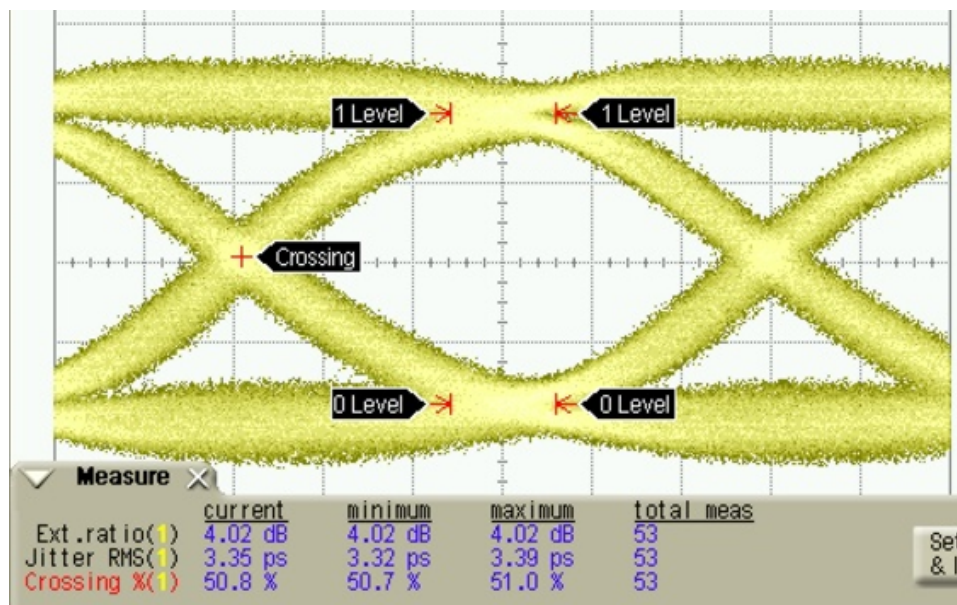 1 Level 1 Level
Crossing
0 Level 0 Level
Measure
current minimum maximum total meas
Ext.ratio(1) 4.02 dB 4.02 dB 4.02 dB 53
Jitter RMS(1) 3.35 ps 3.32 ps 3.39 ps 53
Crossing %(1) 50.8 % 50.7 % 51.0 % 53